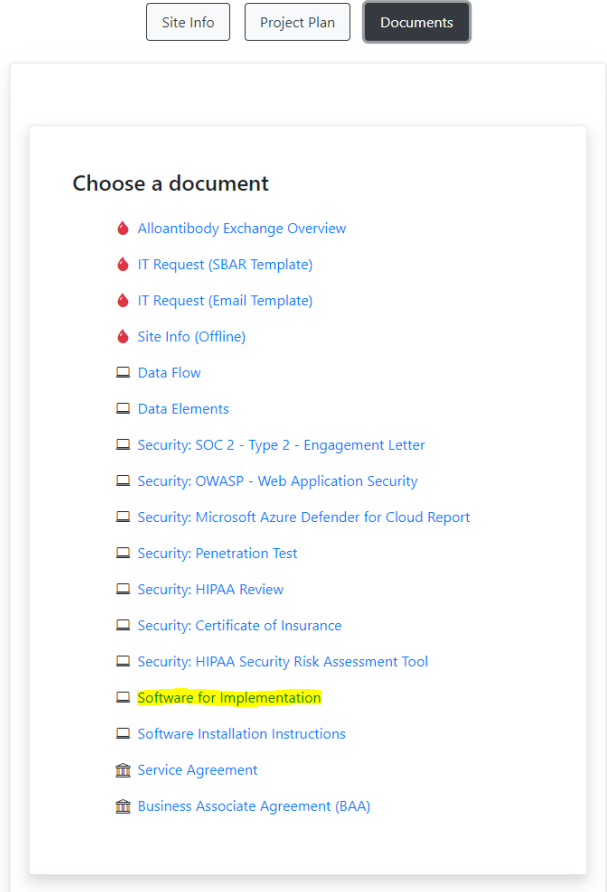 Site Info
Project Plan
Documents
Choose a document
Alloantibody Exchange Overview
IT Request (SBAR Template)
IT Request (Email Template)
Site Info (Offline)
Data Flow
Data Elements
Security: SOC 2 - Type 2 - Engagement Letter
Security: OWASP - Web Application Security
Security: Microsoft Azure Defender for Cloud Report
Security: Penetration Test
Security: HIPAA Review
Security: Certificate of Insurance
Security: HIPAA Security Risk Assessment Tool
Software for Implementation
Software Installation Instructions
Service Agreement
Business Associate Agreement (BAA)